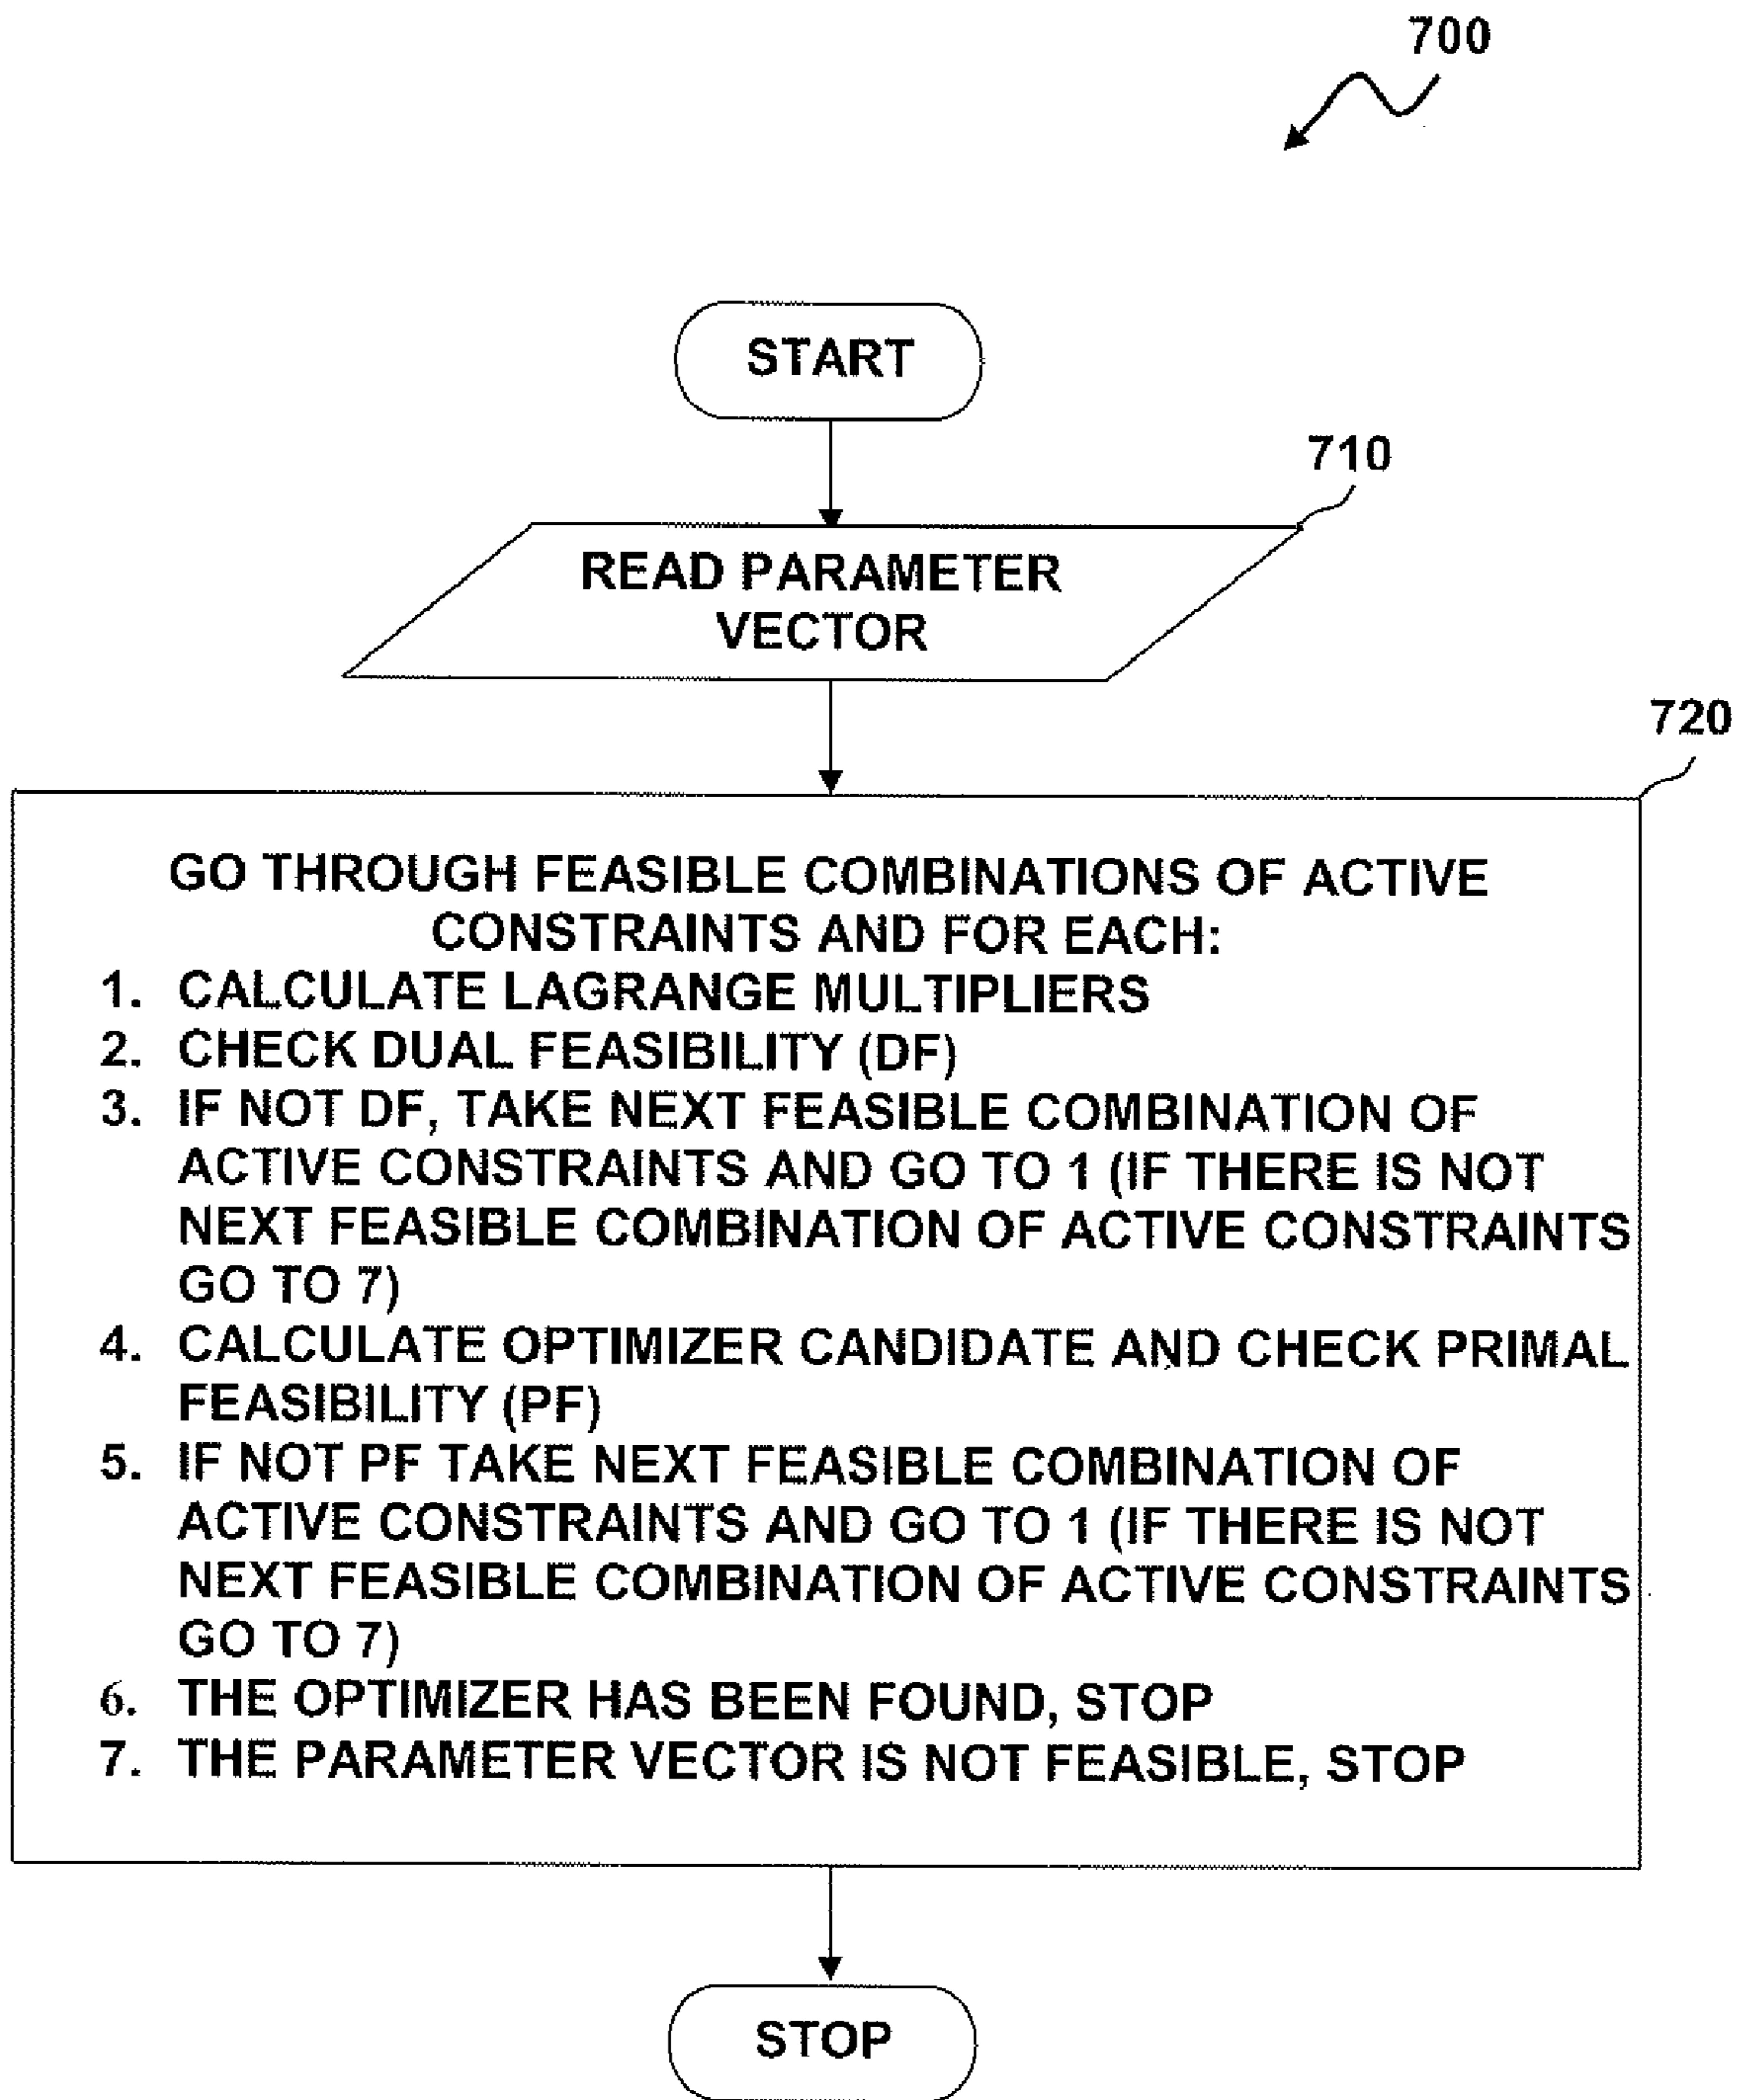 700
START
710
READ PARAMETER
VECTOR
720
GO THROUGH FEASIBLE COMBINATIONS OF ACTIVE
CONSTRAINTS AND FOR EACH:
1. CALCULATE LAGRANGE MULTIPLIERS
2. CHECK DUAL FEASIBILITY (DF)
3. IF NOT DF, TAKE NEXT FEASIBLE COMBINATION OF
ACTIVE CONSTRAINTS AND GO TO 1 (IF THERE IS NOT
NEXT FEASIBLE COMBINATION OF ACTIVE CONSTRAINTS
GO TO 7)
4. CALCULATE OPTIMIZER CANDIDATE AND CHECK PRIMAL
FEASIBILITY (PF)
5. IF NOT PF TAKE NEXT FEASIBLE COMBINATION OF
ACTIVE CONSTRAINTS AND GO TO 1 (IF THERE IS NOT
NEXT FEASIBLE COMBINATION OF ACTIVE CONSTRAINTS
GO TO 7)
6. THE OPTIMIZER HAS BEEN FOUND, STOP
7. THE PARAMETER VECTOR IS NOT FEASIBLE, STOP
STOP